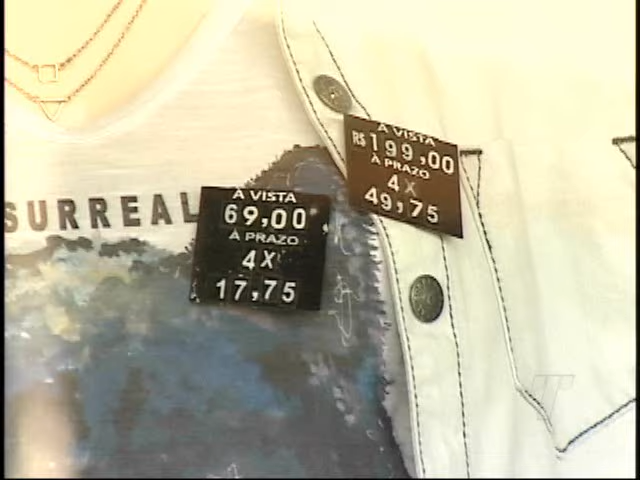 SURREAL
À VISTA
69,00
À PRAZO
4X
17,75
À VISTA
R$199,00
À PRAZO
4X
49,75